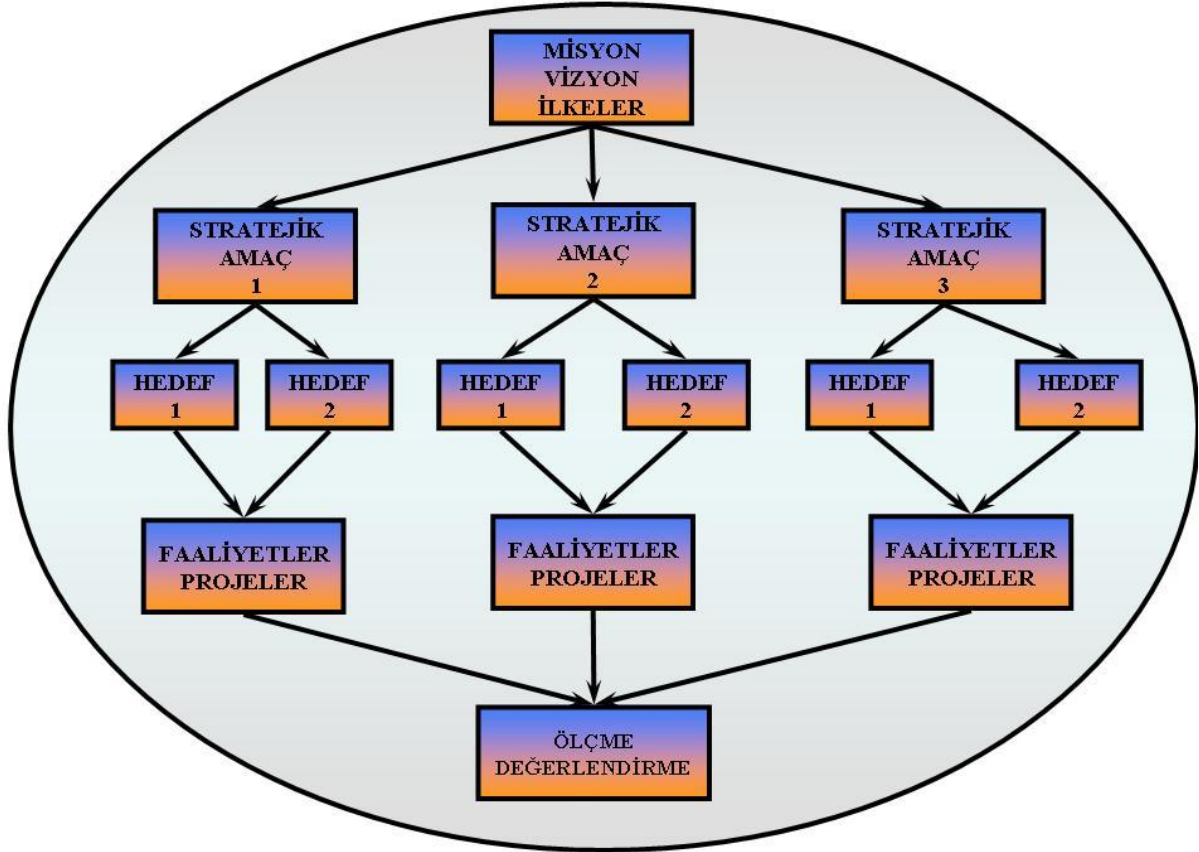 MİSYON
VİZYON
İLKELER
STRATEJİK
AMAÇ
1
STRATEJİK
AMAÇ
2
STRATEJİK
AMAÇ
3
HEDEF
1
HEDEF
2
HEDEF
1
HEDEF
2
HEDEF
1
HEDEF
2
FAALİYETLER
PROJELER
FAALİYETLER
PROJELER
FAALİYETLER
PROJELER
ÖLÇME
DEĞERLENDİRME